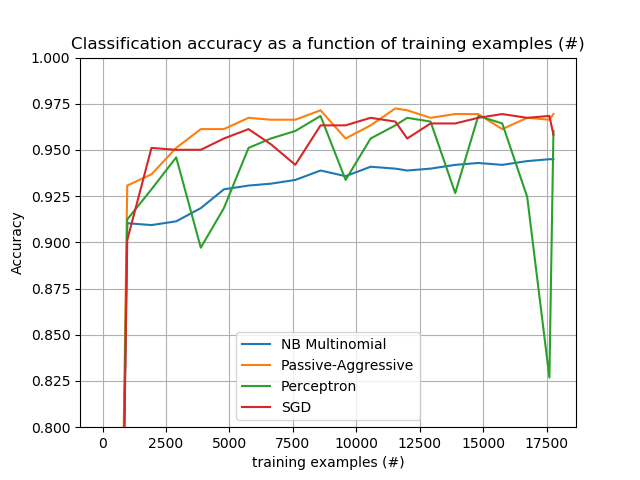 Classification accuracy as a function of training examples (#)
1.000
0.975
0.950
0.925
0.900
0.875
0.850
0.825
0.800
Accuracy
NB Multinomial
Passive-Aggressive
Perceptron
SGD
0 2500 5000 7500 10000 12500 15000 17500
training examples (#)